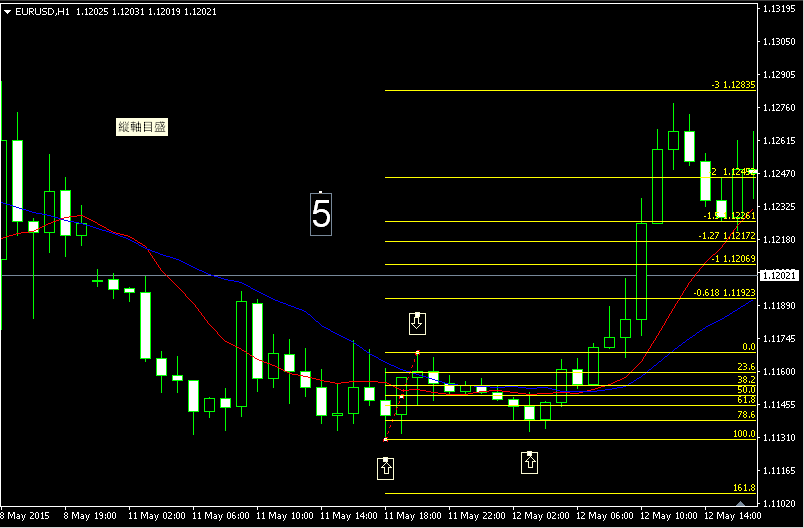 EURUSD,H1 1.12025 1.12031 1.12019 1.12021
1.13195
1.13050
1.12905
-3 1.12835
1.12760
縦軸目盛
1.12615
1.12470
5
1.12325
1.12261
1.12180
-1.27 1.12172
-1 1.12069
1.12021
-0.618 1.11923
1.11890
1.11745
0.0
23.6
1.11600
38.2
50.0
61.8
1.11455
78.6
100.0
1.11310
1.11165
161.8
1.11020
8 May 2015
8 May 19:00
11 May 02:00
11 May 06:00
11 May 10:00
11 May 14:00
11 May 18:00
11 May 22:00
12 May 02:00
12 May 06:00
12 May 10:00
12 May 14:00